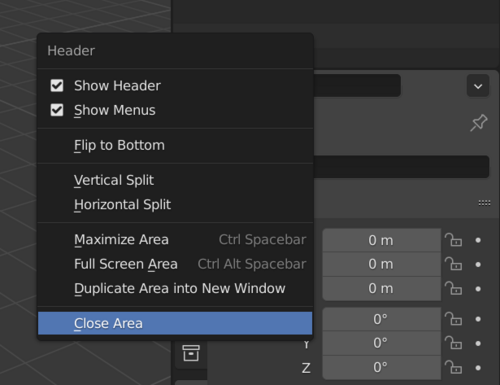 Header
Show Header
Show Menus
Flip to Bottom
Vertical Split
Horizontal Split
Maximize Area Ctrl Spacebar
Full Screen Area Ctrl Alt Spacebar
Duplicate Area into New Window
Close Area
0 m
0 m
0 m
0°
Y 0°
Z 0°